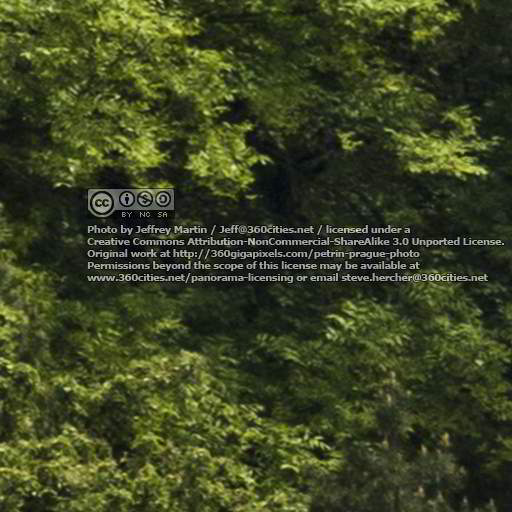 cc
BY NC SA
Photo by Jeffrey Martin / Jeff@360cities.net / licensed under a
Creative Commons Attribution-NonCommercial-ShareAlike 3.0 Unported License.
Original work at http://360gigapixels.com/petrin-prague-photo
Permissions beyond the scope of this license may be available at
www.360cities.net/panorama-licensing or email steve.hercher@360cities.net